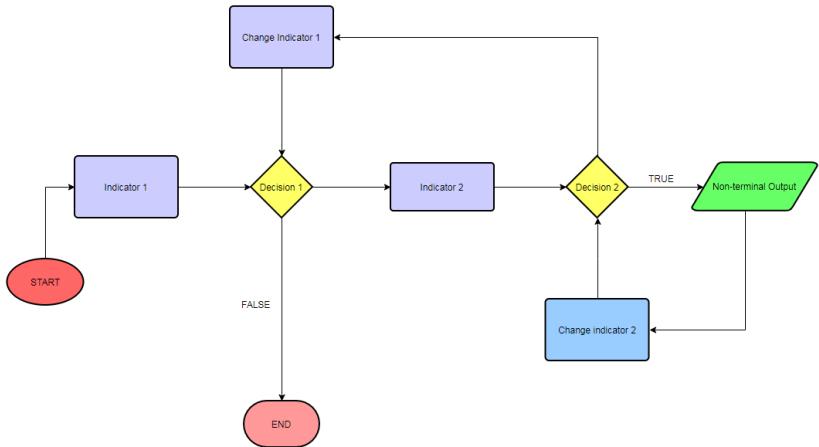 Change Indicator 1
Indicator 1
Decision 1
Indicator 2
Decision 2
TRUE
Non-terminal Output
START
FALSE
Change indicator 2
END